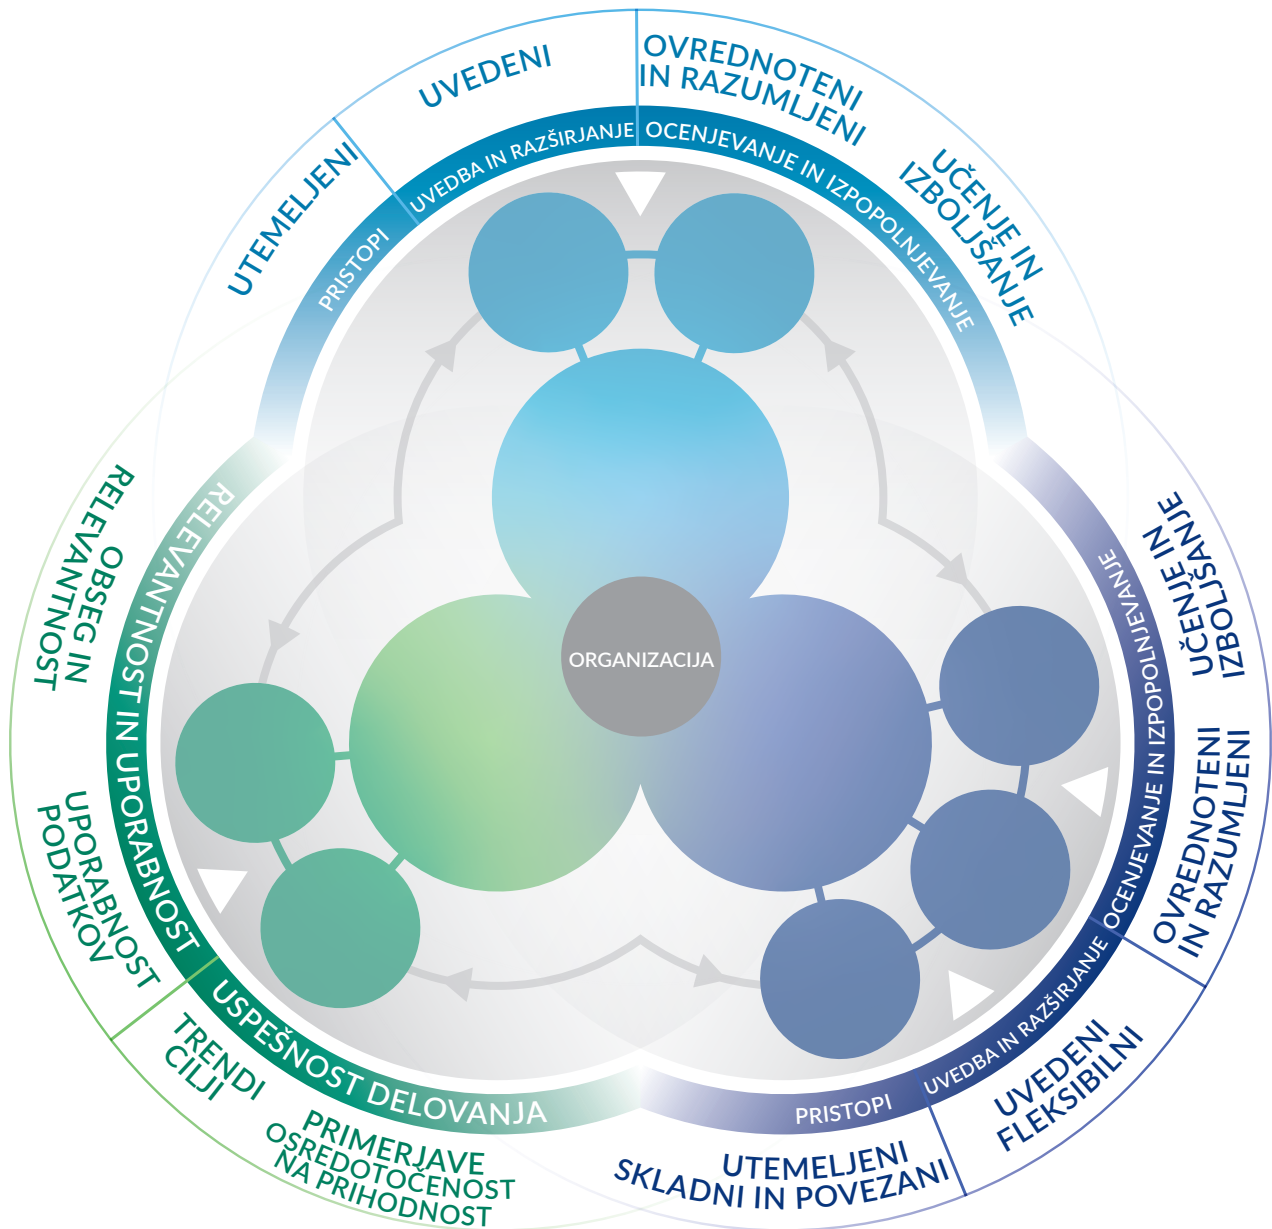 UTEMELJENI
UVEDENI
OVREDNOTENI
IN RAZUMLJENI
UČENJE IN
IZBOLJŠANJE
PRISTOPI
UVEDBA IN RAZŠIRJANJE
OCENJEVANJE IN IZPOPOLNJEVANJE
ORGANIZACIJA
OBSEG IN
RELEVANTNOST
UPORABNOST
PODATKOV
RELEVANTNOST IN UPORABNOST
USPEŠNOST DELOVANJA
TRENDI
CILJI
PRIMERJAVE
OSREDOTOČENOST
NA PRIHODNOST
UČENJE IN
IZBOLJŠANJE
OVREDNOTENI
IN RAZUMLJENI
OCENJEVANJE IN IZPOPOLNJEVANJE
UVEDBA IN RAZŠIRJANJE
PRISTOPI
UVEDENI
FLEKSIBILNI
UTEMELJENI
SKLADNI IN POVEZANI